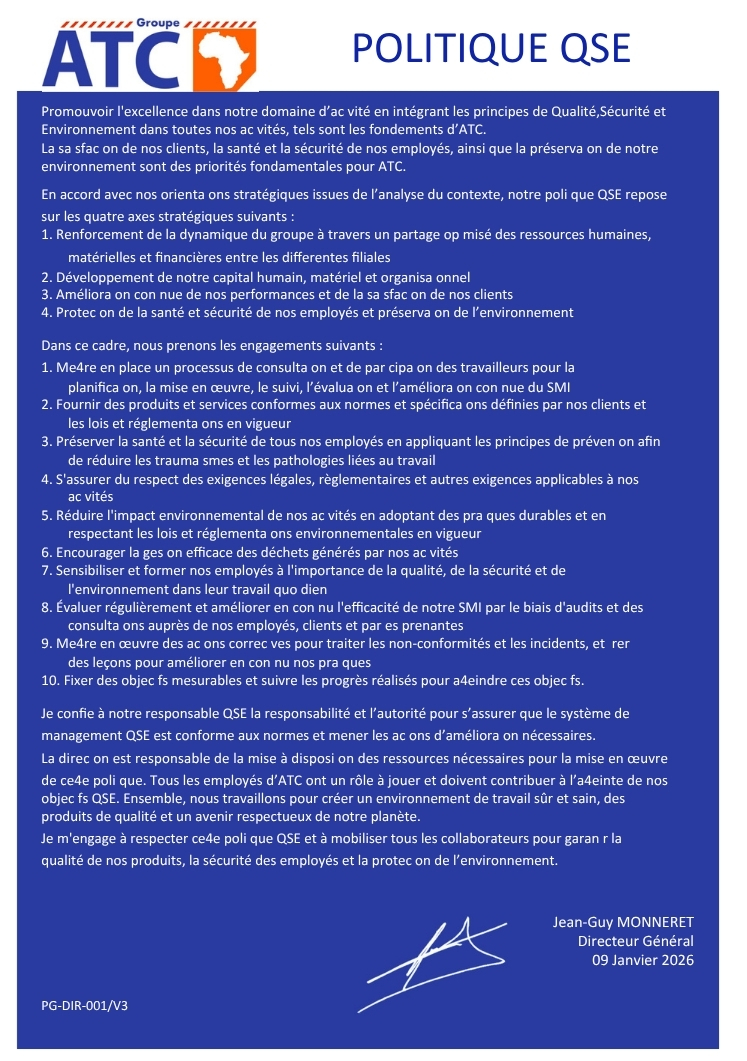 Groupe
ATC
POLITIQUE QSE
Promouvoir l'excellence dans notre domaine d’ac vité en intégrant les principes de Qualité,Sécurité et
Environnement dans toutes nos ac vités, tels sont les fondements d’ATC.
La sa sfac on de nos clients, la santé et la sécurité de nos employés, ainsi que la préserva on de notre
environnement sont des priorités fondamentales pour ATC.
En accord avec nos orienta ons stratégiques issues de l’analyse du contexte, notre poli que QSE repose
sur les quatre axes stratégiques suivants :
1. Renforcement de la dynamique du groupe à travers un partage op misé des ressources humaines,
matérielles et financières entre les differentes filiales
2. Développement de notre capital humain, matériel et organisa onnel
3. Améliora on con nue de nos performances et de la sa sfac on de nos clients
4. Protec on de la santé et sécurité de nos employés et préserva on de l’environnement
Dans ce cadre, nous prenons les engagements suivants :
1. Me4re en place un processus de consulta on et de par cipa on des travailleurs pour la
planifica on, la mise en œuvre, le suivi, l’évalua on et l’améliora on con nue du SMI
2. Fournir des produits et services conformes aux normes et spécifica ons définies par nos clients et
les lois et réglementa ons en vigueur
3. Préserver la santé et la sécurité de tous nos employés en appliquant les principes de préven on afin
de réduire les trauma smes et les pathologies liées au travail
4. S'assurer du respect des exigences légales, règlementaires et autres exigences applicables à nos
ac vités
5. Réduire l'impact environnemental de nos ac vités en adoptant des pra ques durables et en
respectant les lois et réglementa ons environnementales en vigueur
6. Encourager la ges on efficace des déchets générés par nos ac vités
7. Sensibiliser et former nos employés à l'importance de la qualité, de la sécurité et de
l'environnement dans leur travail quo dien
8. Évaluer régulièrement et améliorer en con nu l'efficacité de notre SMI par le biais d'audits et des
consulta ons auprès de nos employés, clients et par es prenantes
9. Me4re en œuvre des ac ons correc ves pour traiter les non-conformités et les incidents, et rer
des leçons pour améliorer en con nu nos pra ques
10. Fixer des objec fs mesurables et suivre les progrès réalisés pour a4eindre ces objec fs.
Je confie à notre responsable QSE la responsabilité et l’autorité pour s’assurer que le système de
management QSE est conforme aux normes et mener les ac ons d’améliora on nécessaires.
La direc on est responsable de la mise à disposi on des ressources nécessaires pour la mise en œuvre
de ce4e poli que. Tous les employés d’ATC ont un rôle à jouer et doivent contribuer à l’a4einte de nos
objec fs QSE. Ensemble, nous travaillons pour créer un environnement de travail sûr et sain, des
produits de qualité et un avenir respectueux de notre planète.
Je m'engage à respecter ce4e poli que QSE et à mobiliser tous les collaborateurs pour garan r la
qualité de nos produits, la sécurité des employés et la protec on de l’environnement.
Jean-Guy MONNERET
Directeur Général
09 Janvier 2026
PG-DIR-001/V3